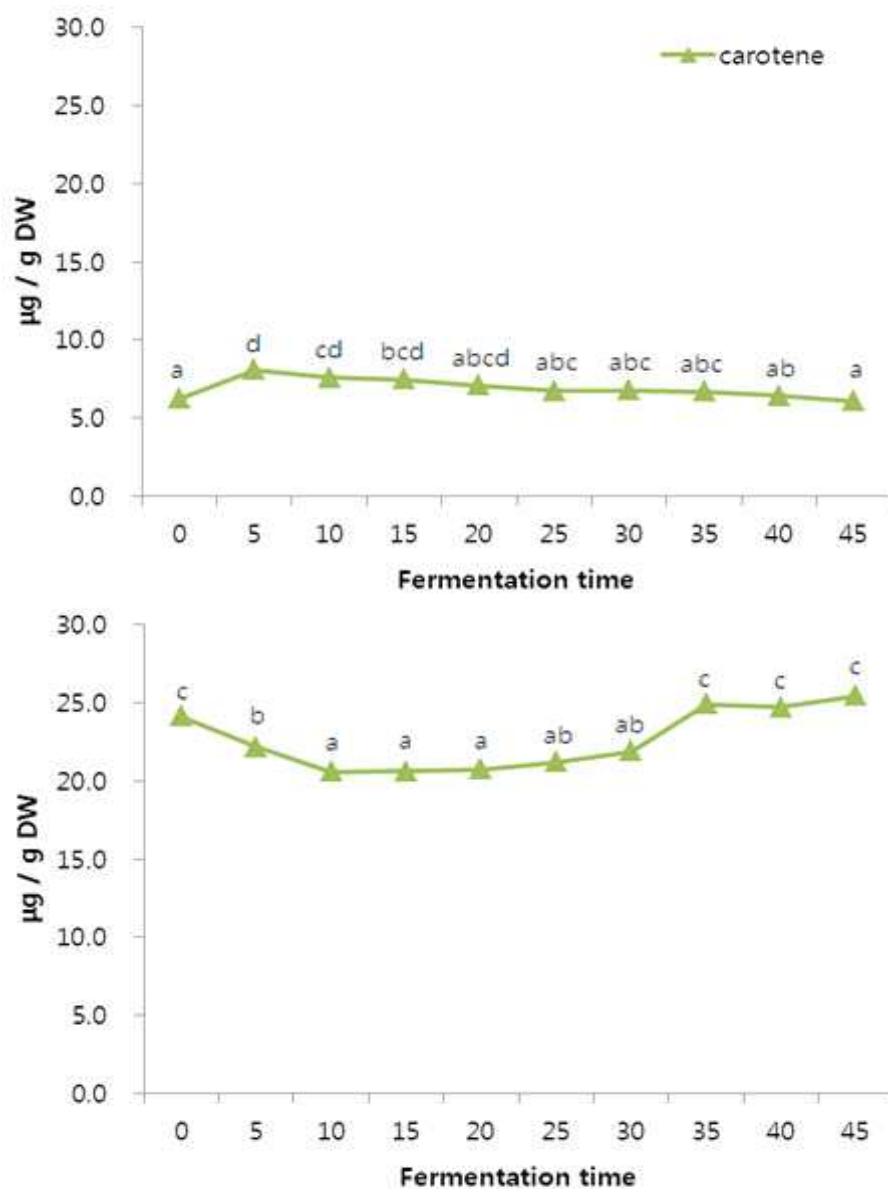 30.0
carotene
25.0
20.0
15.0
10.0
5.0
0.0
µg / g DW
a d cd bcd abcd abc abc abc ab a
0 5 10 15 20 25 30 35 40 45
Fermentation time
30.0
25.0
20.0
15.0
10.0
5.0
0.0
µg / g DW
c b a a a ab ab c c c
0 5 10 15 20 25 30 35 40 45
Fermentation time